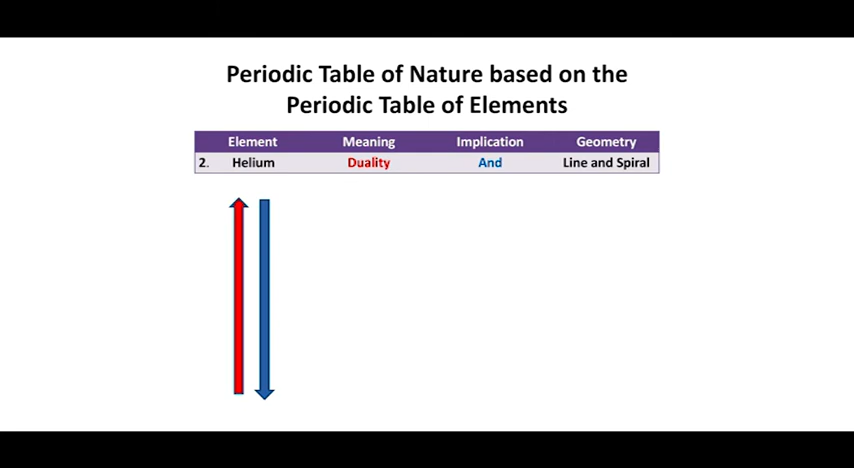 Periodic Table of Nature based on the
Periodic Table of Elements
Element Meaning Implication Geometry
2. Helium Duality And Line and Spiral